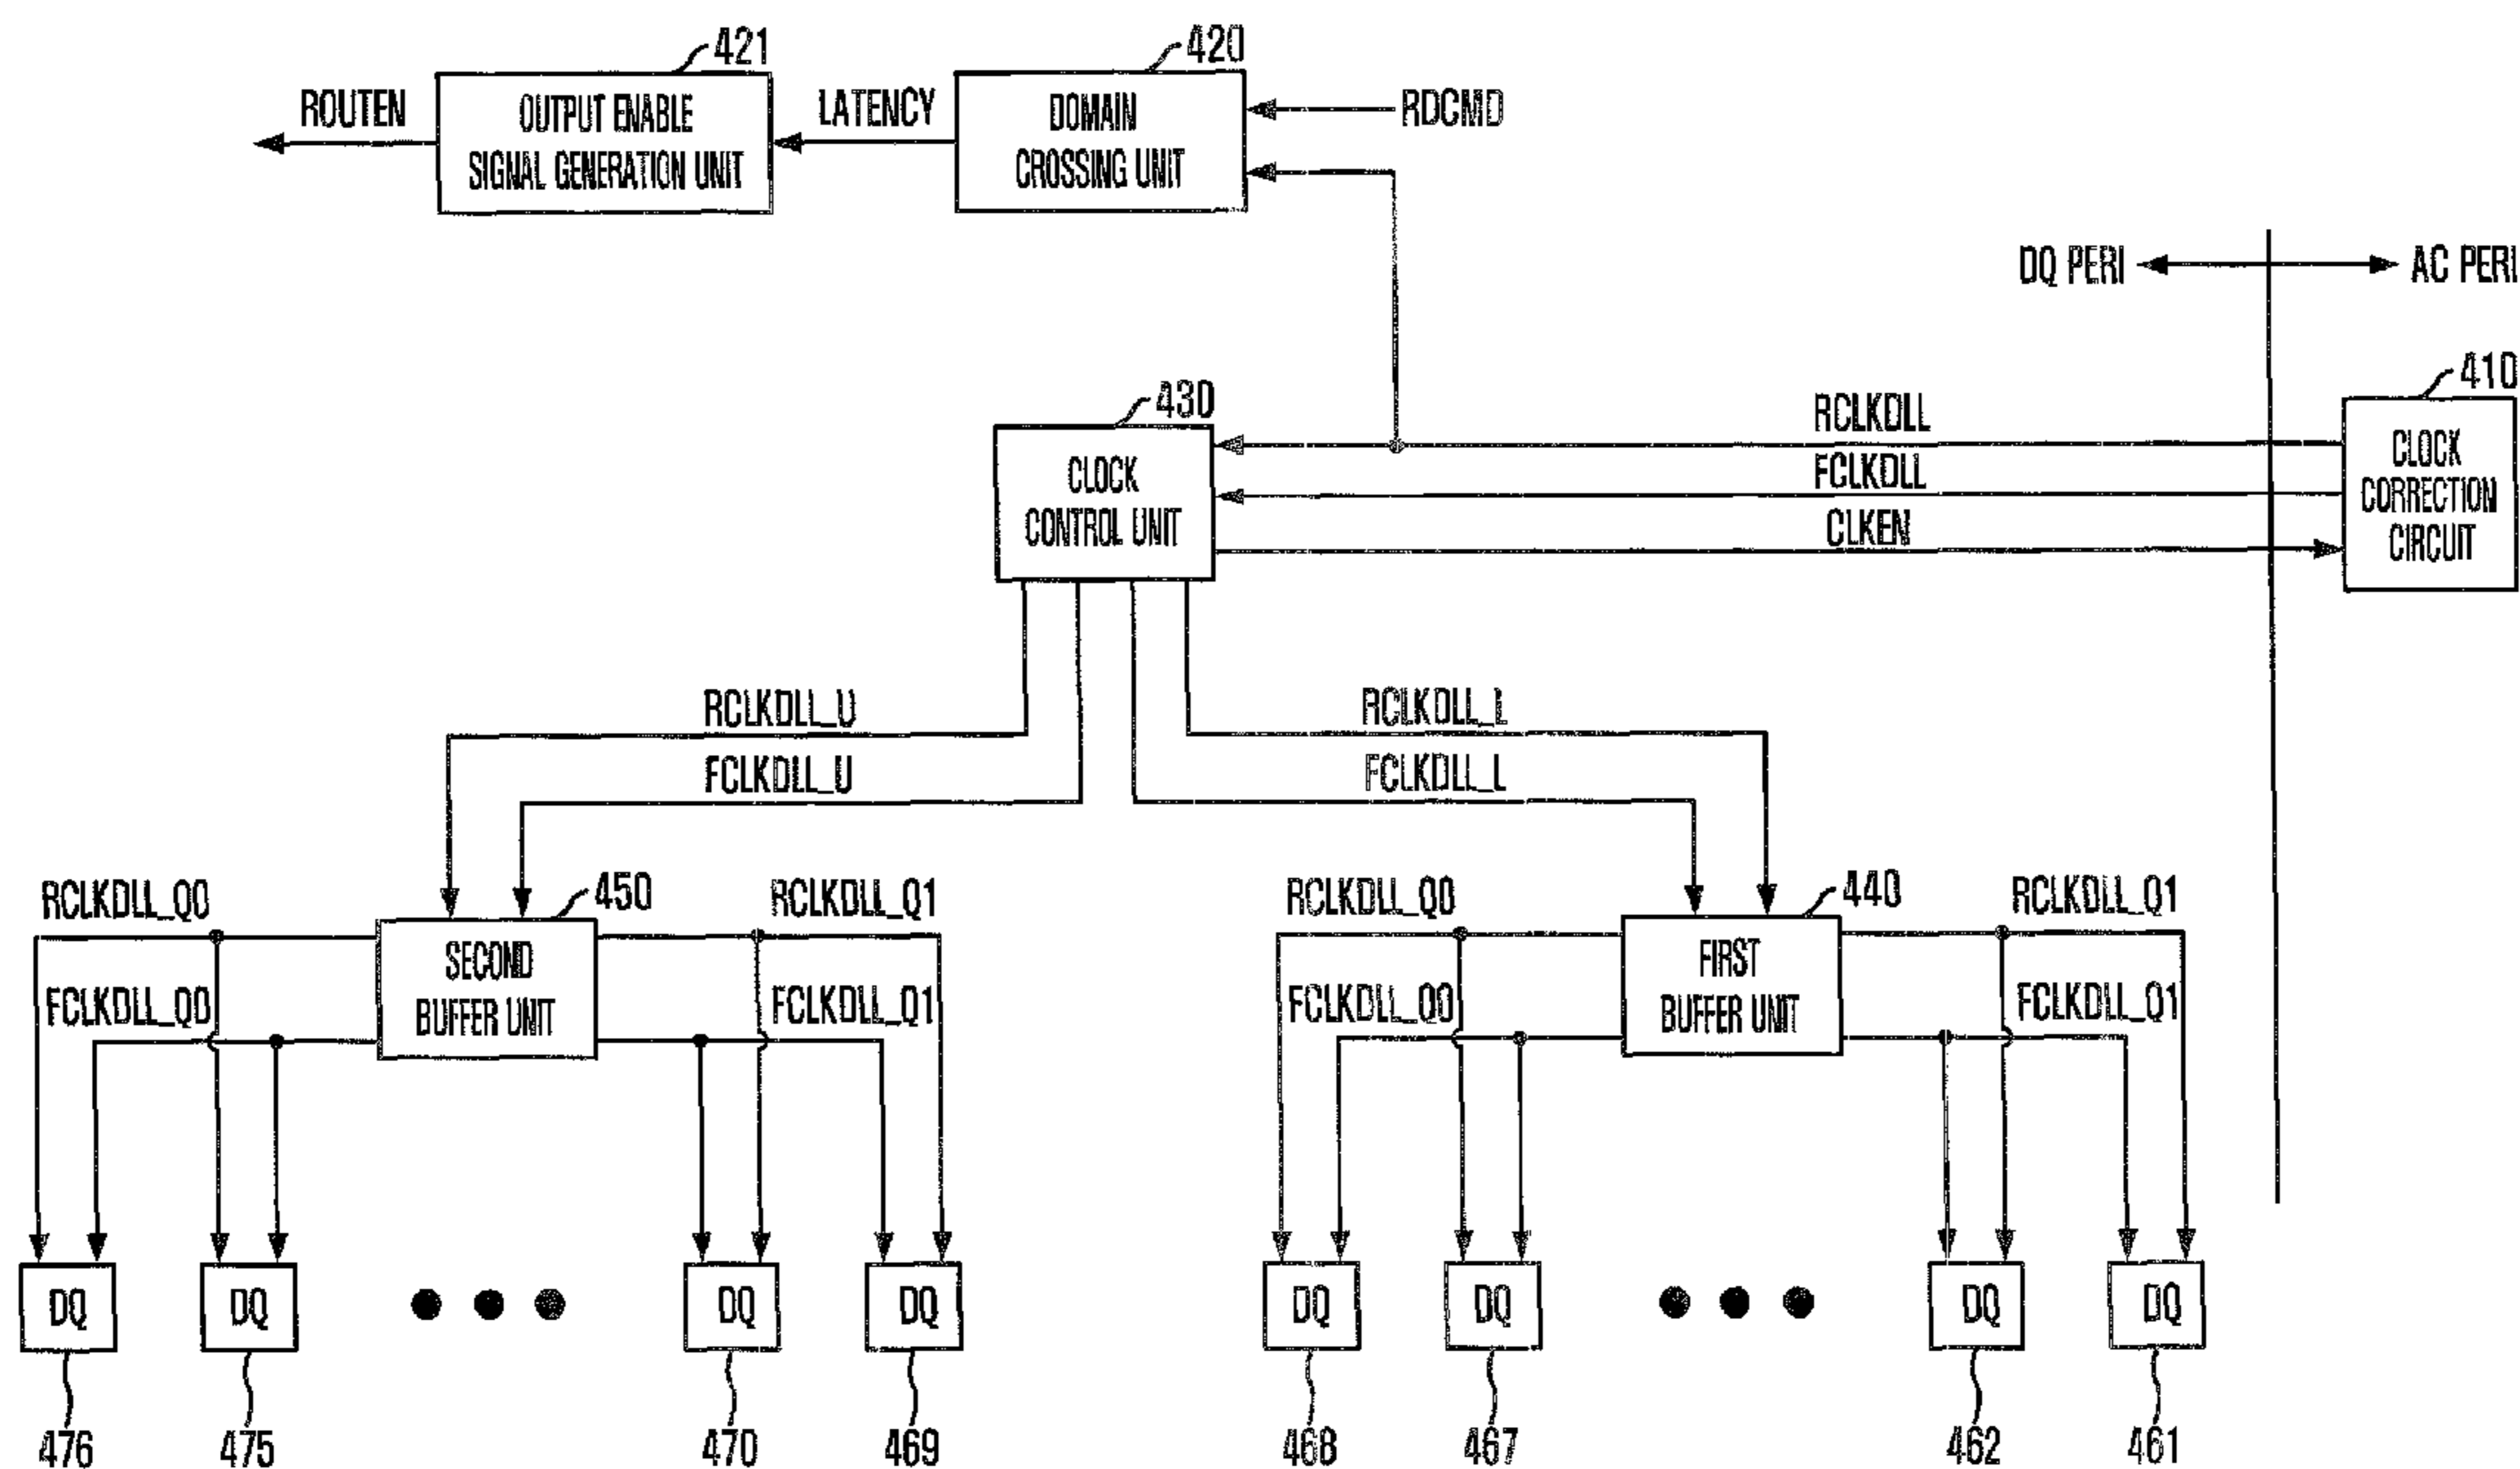 421
420
ROUTEN
OUTPUT ENABLE
SIGNAL GENERATION UNIT
LATENCY
DOMAIN
CROSSING UNIT
RDCMD
DQ PERI
AC PERI
430
410
CLOCK
CONTROL UNIT
RCLKDLL
FCLKDLL
CLKEN
CLOCK
CORRECTION
CIRCUIT
RCLKDLL_U
FCLKDLL_U
RCLKDLL_L
FCLKDLL_L
RCLKDLL_Q0
450
RCLKDLL_Q1
FCLKDLL_Q0
SECOND
BUFFER UNIT
FCLKDLL_Q1
RCLKDLL_Q0
440
RCLKDLL_Q1
FCLKDLL_Q0
FIRST
BUFFER UNIT
FCLKDLL_Q1
DQ
DQ
DQ
DQ
DQ
DQ
DQ
DQ
476
475
470
469
468
467
462
461